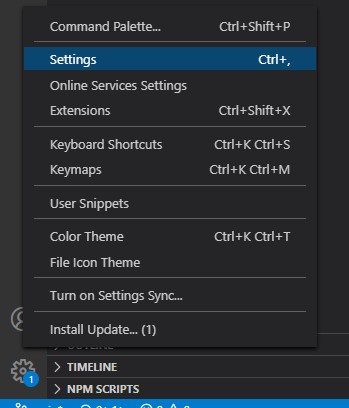 Command Palette... Ctrl+Shift+P
Settings Ctrl+,
Online Services Settings
Extensions Ctrl+Shift+X
Keyboard Shortcuts Ctrl+K Ctrl+S
Keymaps Ctrl+K Ctrl+M
User Snippets
Color Theme Ctrl+K Ctrl+T
File Icon Theme
Turn on Settings Sync...
Install Update... (1)
OUTLINE
1
TIMELINE
NPM SCRIPTS